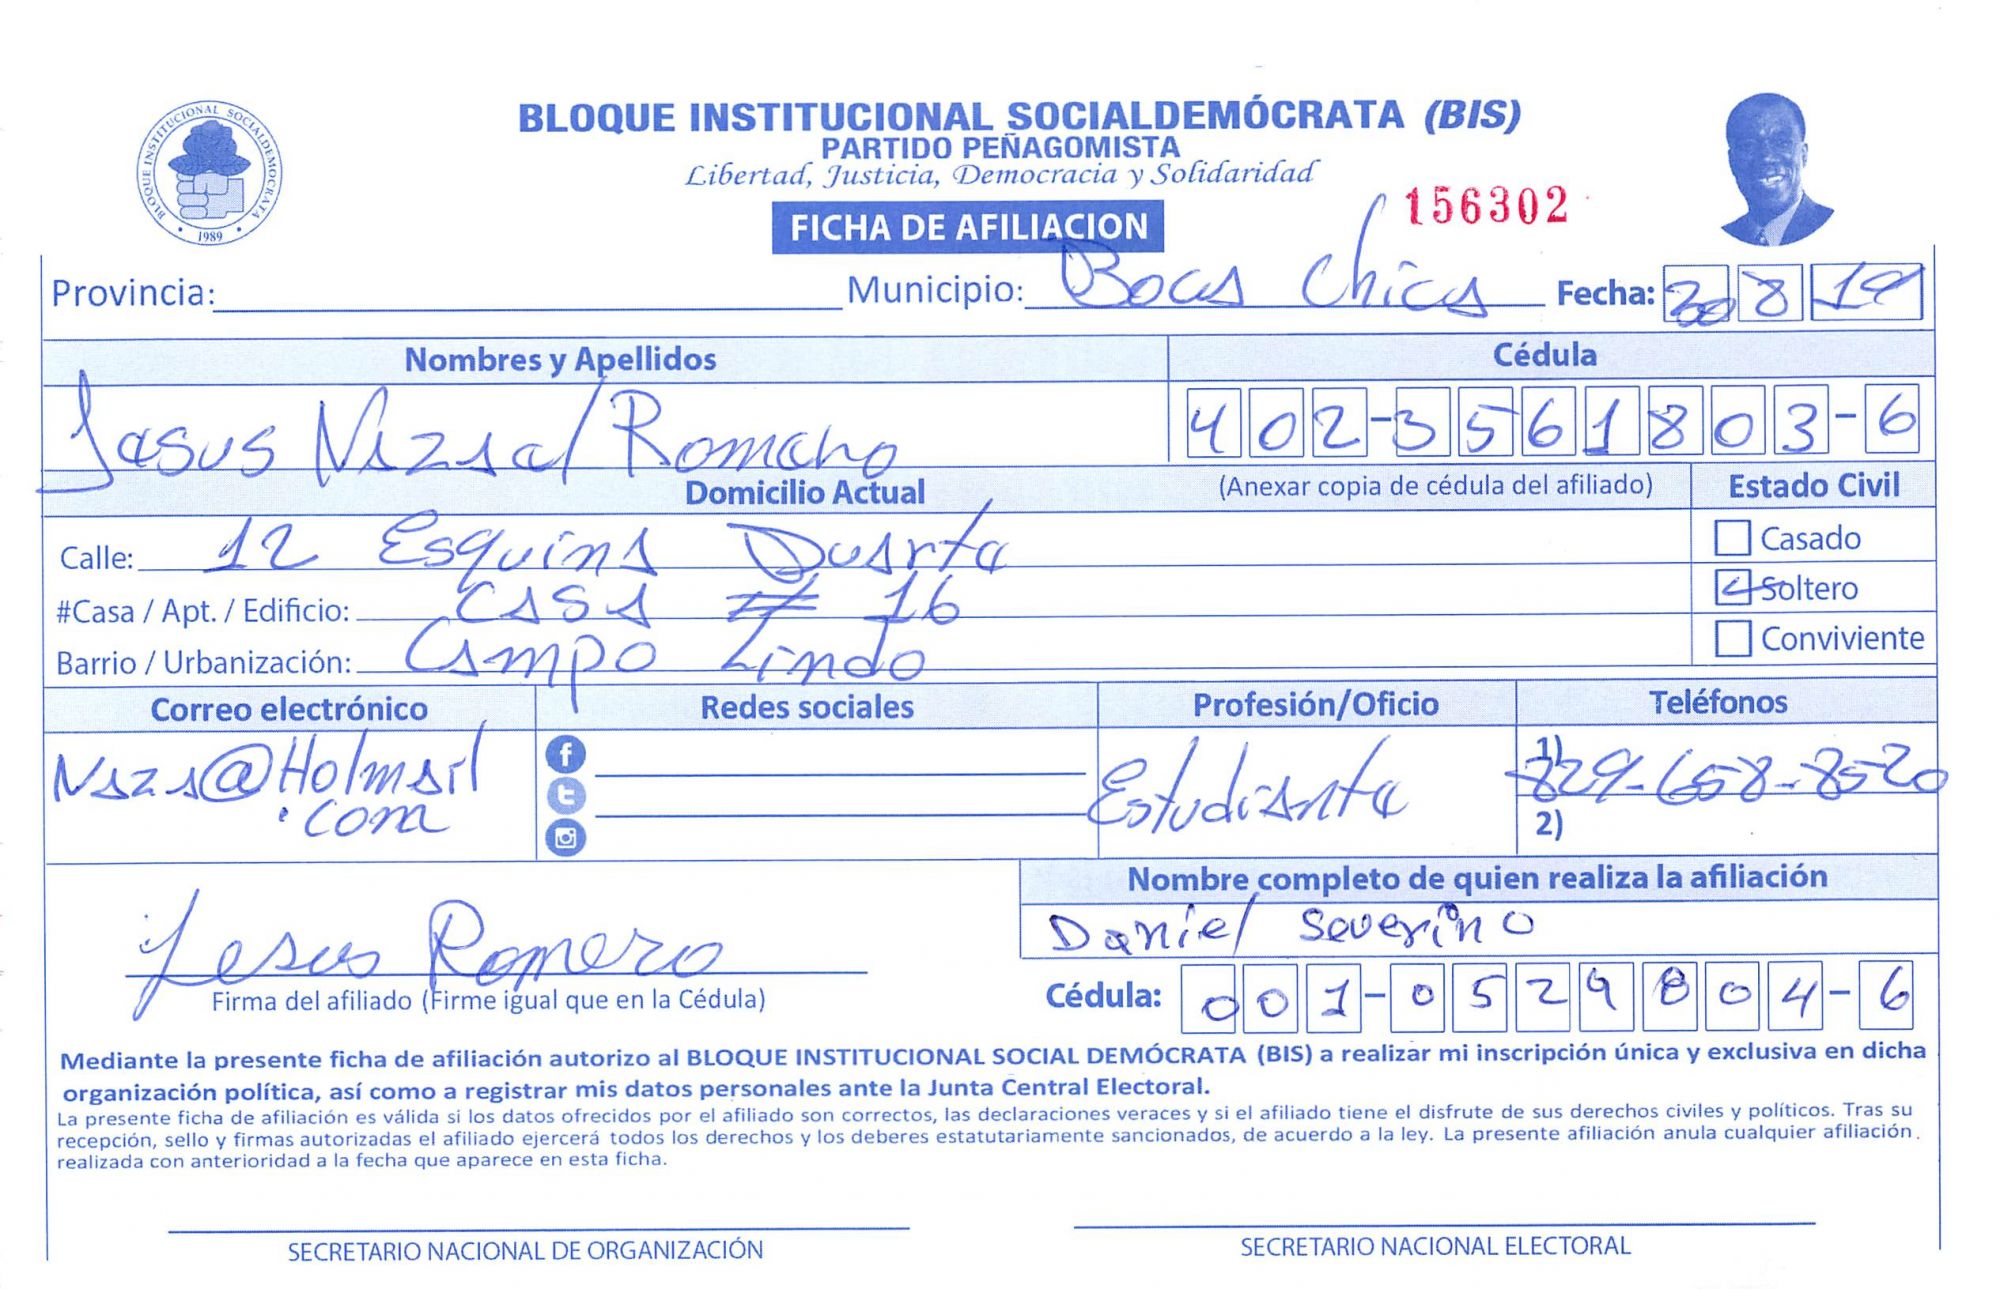 BLOQUE INSTITUCIONAL SOCIALDEMÓCRATA (BIS)
PARTIDO PEÑAGOMISTA
Libertad, Justicia, Democracia y Solidaridad
BLOQUE INSTITUCIONAL SOCIALDEMOCRATA
1989
156302
FICHA DE AFILIACION
Provincia: Municipio: Boca Chica Fecha: 8 19
Nombres y Apellidos Cédula
Jesus Nazael 402-3561803-6
Domicilio Actual (Anexar copia de cédula del afiliado) Estado Civil
Calle: 12 Esquina Duarte Casado
#Casa / Apt. / Edificio: casa # 16 Soltero
Barrio / Urbanización: Campo Lindo Conviviente
Correo electrónico Redes sociales Profesión/Oficio Teléfonos
Naza@Holmail Estudiante 1) 829-658-8520
.com 2)
Nombre completo de quien realiza la afiliación
Daniel Severino
Jesus Romero
Firma del afiliado (Firme igual que en la Cédula) Cédula: 001-0529804-6
Mediante la presente ficha de afiliación autorizo al BLOQUE INSTITUCIONAL SOCIAL DEMÓCRATA (BIS) a realizar mi inscripción única y exclusiva en dicha
organización política, así como a registrar mis datos personales ante la Junta Central Electoral.
La presente ficha de afiliación es válida si los datos ofrecidos por el afiliado son correctos, las declaraciones veraces y si el afiliado tiene el disfrute de sus derechos civiles y políticos. Tras su
recepción, sello y firmas autorizadas el afiliado ejercerá todos los derechos y los deberes estatutariamente sancionados, de acuerdo a la ley. La presente afiliación anula cualquier afiliación
realizada con anterioridad a la fecha que aparece en esta ficha.
SECRETARIO NACIONAL DE ORGANIZACIÓN SECRETARIO NACIONAL ELECTORAL